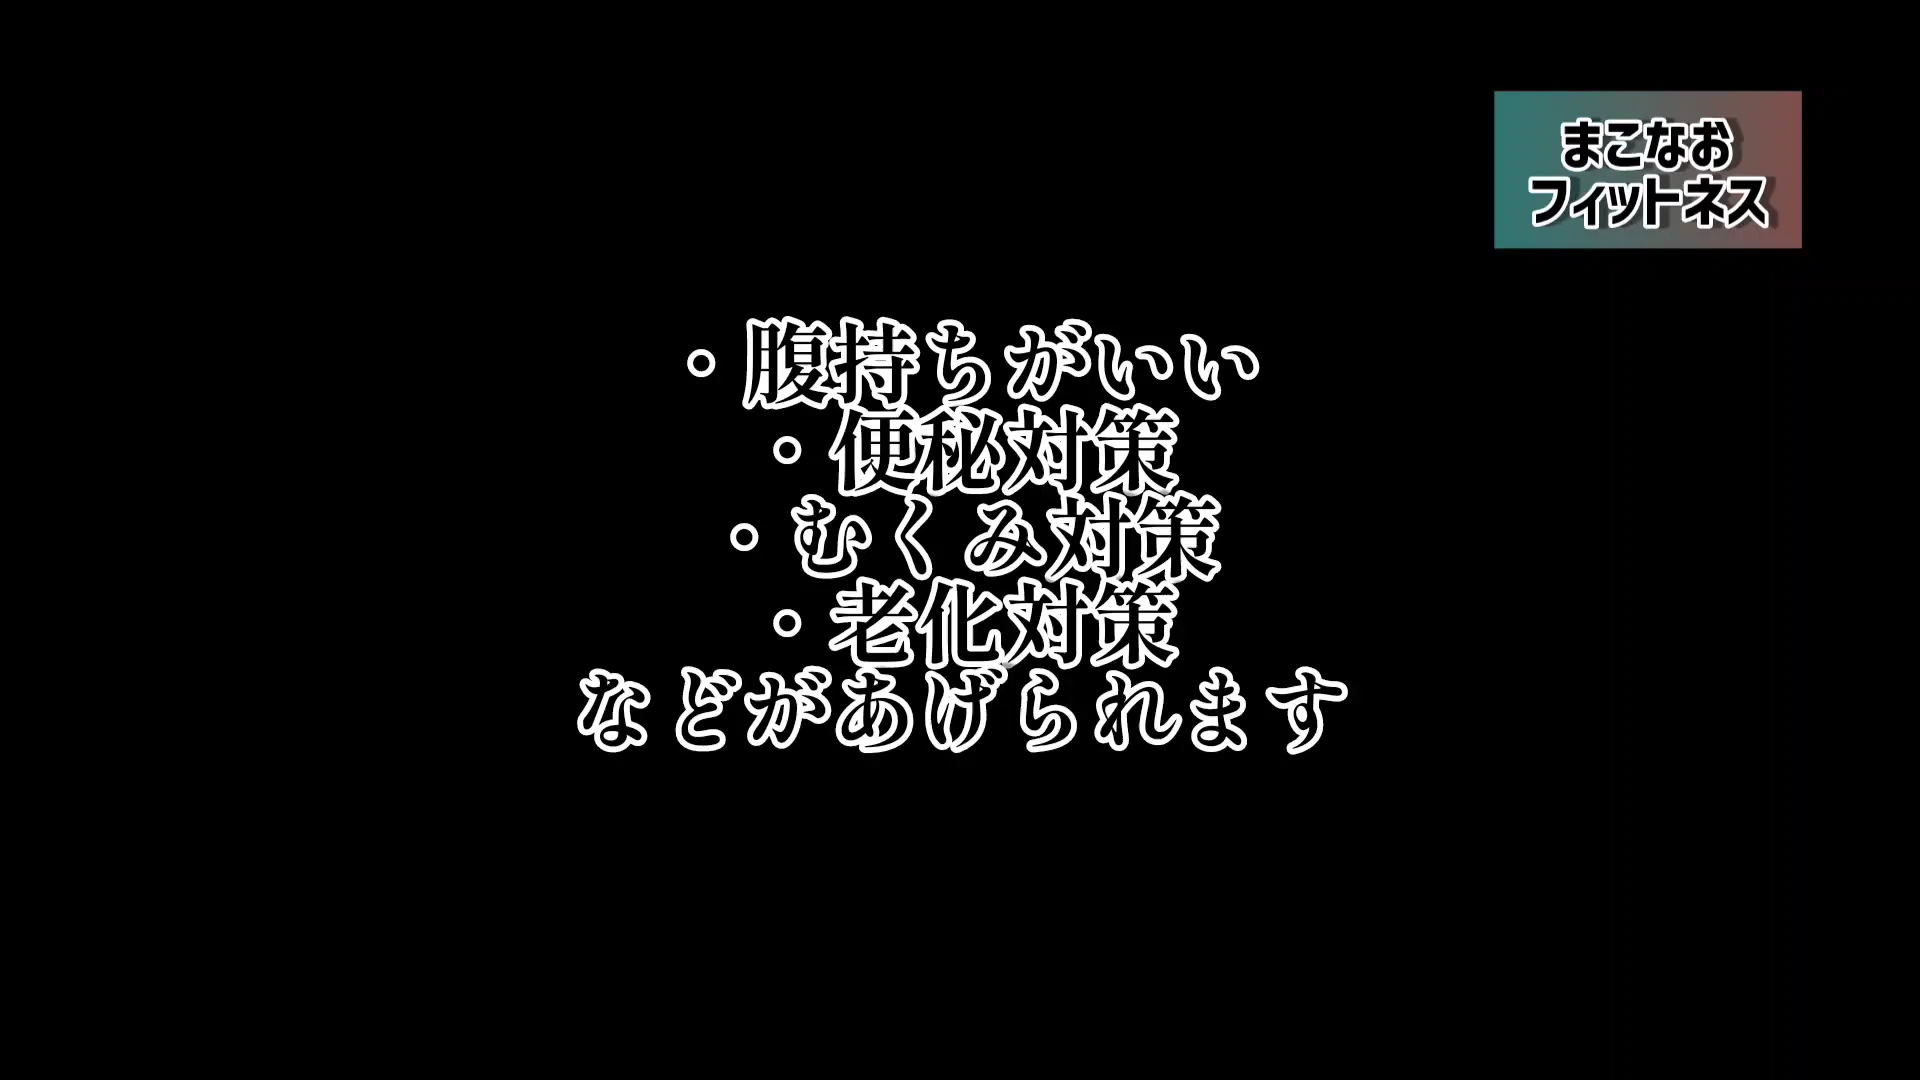 まこなお
フィットネス
・腹持ちがいい
・便秘対策
・むくみ対策
・老化対策
などがあげられます